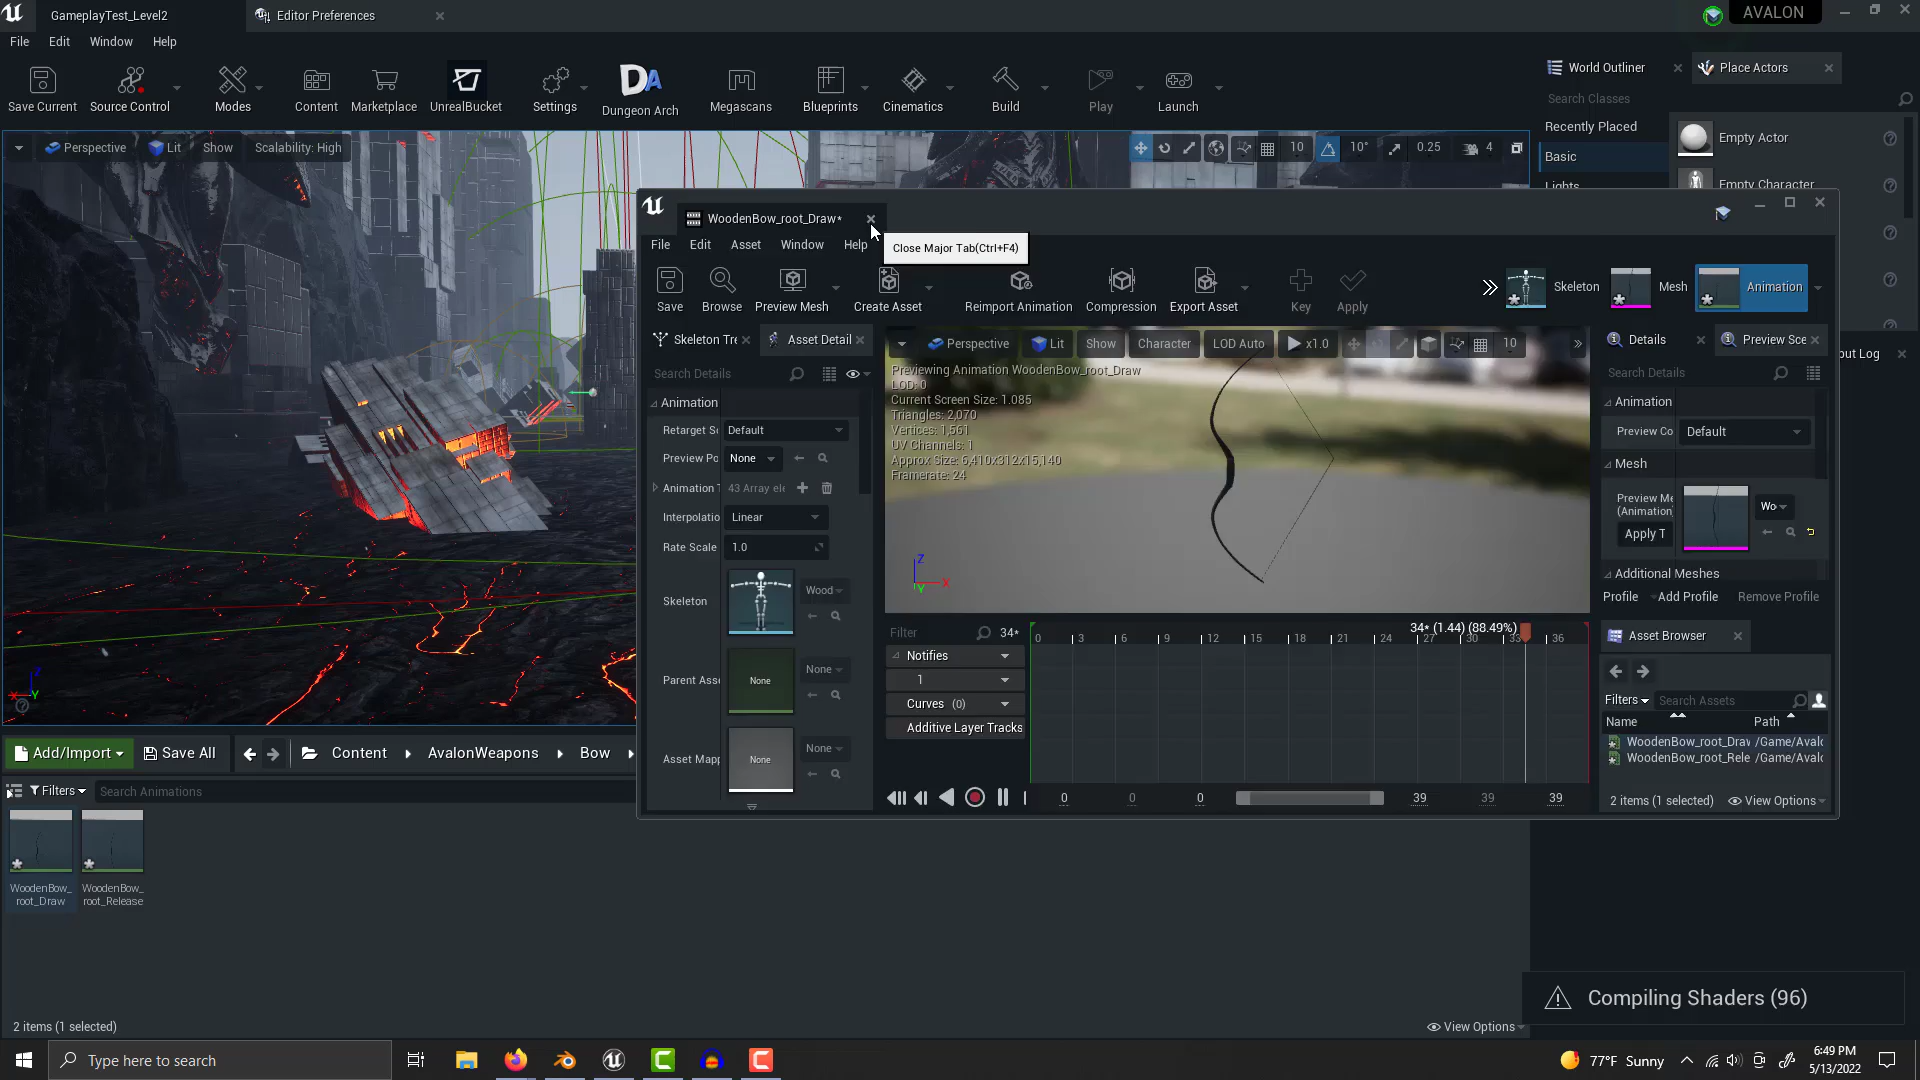 GameplayTest_Level2
Editor Preferences
AVALON
File Edit Window Help
Save Current
Source Control
Modes
Content
Marketplace
UnrealBucket
Settings
Dungeon Arch
Megascans
Blueprints
Cinematics
Build
Play
Launch
World Outliner
Place Actors
Search Classes
Recently Placed
Basic
Lights
Empty Actor
Empty Character
Perspective
Lit
Show
Scalability: High
10
10°
0.25
4
WoodenBow_root_Draw*
Close Major Tab(Ctrl+F4)
File Edit Asset Window Help
Save
Browse
Preview Mesh
Create Asset
Reimport Animation
Compression
Export Asset
Key
Apply
Skeleton
Mesh
Animation
Skeleton Tre
Asset Detail
Search Details
Animation
Retarget So
Default
Preview Po
None
Animation T
43 Array ele
Interpolatio
Linear
Rate Scale
1.0
Skeleton
Wood
Parent Asse
None
None
Asset Mapp
None
None
Perspective
Lit
Show
Character
LOD Auto
x1.0
10
Previewing Animation WoodenBow_root_Draw
LOD: 0
Current Screen Size: 1.085
Triangles: 2,070
Vertices: 1,561
UV Channels: 1
Approx Size: 6,410x312x15,140
Framerate: 24
Z
X
Y
Filter
34*
Notifies
1
Curves (0)
Additive Layer Tracks
34* (1.44) (88.49%)
0 3 6 9 12 15 18 21 24 27 30 33 36
0 0 0 39 39 39
Details
Preview Sce
Search Details
Animation
Preview Co
Default
Mesh
Preview Me
(Animation)
Apply T
Wo
Additional Meshes
Profile
Add Profile
Remove Profile
Asset Browser
Filters
Search Assets
Name
Path
WoodenBow_root_Drav /Game/Avalo
WoodenBow_root_Rele /Game/Avalo
2 items (1 selected)
View Options
out Log
Z
X
Y
Add/Import
Save All
Content
AvalonWeapons
Bow
Filters
Search Animations
WoodenBow_
root_Draw
WoodenBow_
root_Release
2 items (1 selected)
View Options
Compiling Shaders (96)
Type here to search
77°F Sunny
6:49 PM
5/13/2022